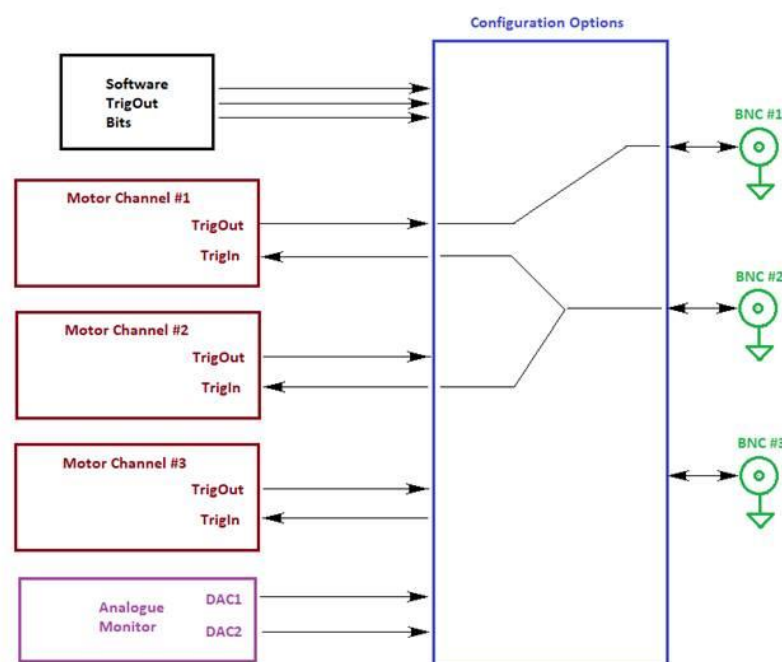 Configuration Options
Software
TrigOut
Bits
BNC #1
Motor Channel #1
TrigOut
TrigIn
BNC #2
Motor Channel #2
TrigOut
TrigIn
BNC #3
Motor Channel #3
TrigOut
TrigIn
Analogue
Monitor
DAC1
DAC2